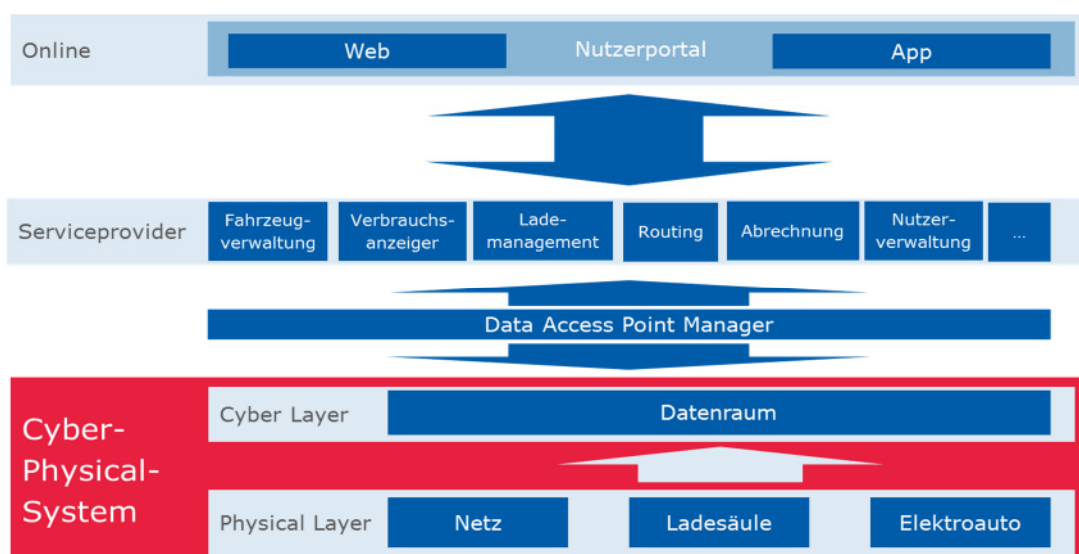 Online
Web
Nutzerportal
App
Serviceprovider
Fahrzeug-
verwaltung
Verbrauchs-
anzeiger
Lade-
management
Routing
Abrechnung
Nutzer-
verwaltung
...
Data Access Point Manager
Cyber-
Physical-
System
Cyber Layer
Datenraum
Physical Layer
Netz
Ladesäule
Elektroauto